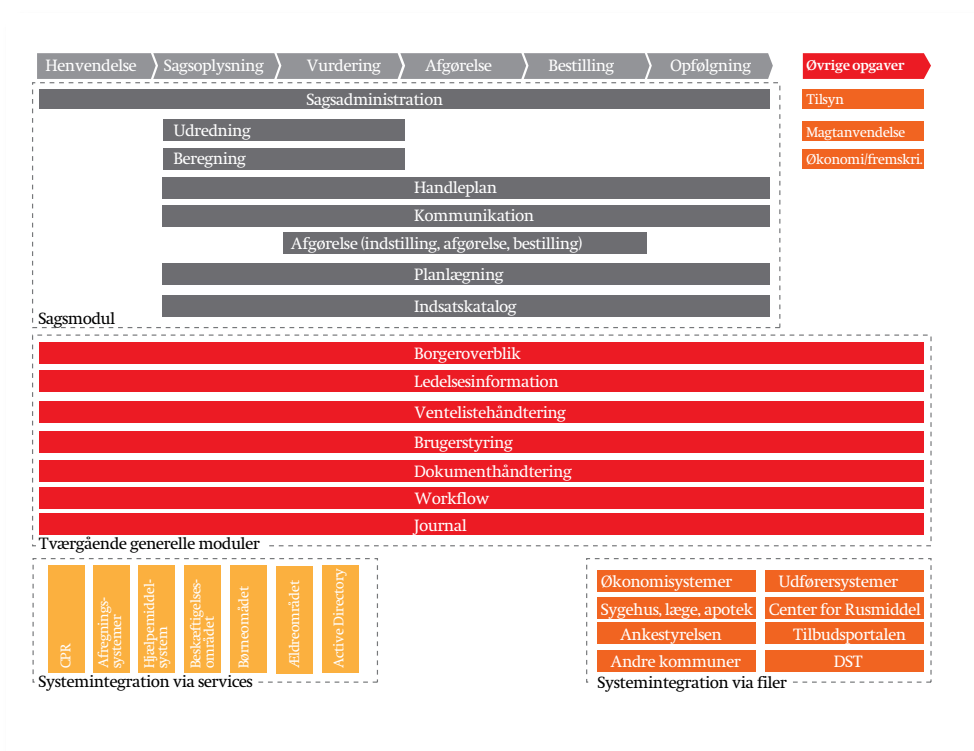 Henvendelse
Sagsoplysning
Vurdering
Afgørelse
Bestilling
Opfølgning
Øvrige opgaver
Sagsadministration
Tilsyn
Udredning
Magtanvendelse
Beregning
Økonomi/fremskri.
Handleplan
Kommunikation
Afgørelse (indstilling, afgørelse, bestilling)
Planlægning
Indsatskatalog
Sagsmodul
Borgeroverblik
Ledelsesinformation
Ventelistehåndtering
Brugerstyring
Dokumenthåndtering
Workflow
Journal
Tværgående generelle moduler
CPR
Afregnings-
systemer
Hjælpemiddel-
system
Beskæftigelses-
området
Børneområdet
Ældreområdet
Active Directory
Systemintegration via services
Økonomisystemer
Udførersystemer
Sygehus, læge, apotek
Center for Rusmiddel
Ankestyrelsen
Tilbudsportalen
Andre kommuner
DST
Systemintegration via filer